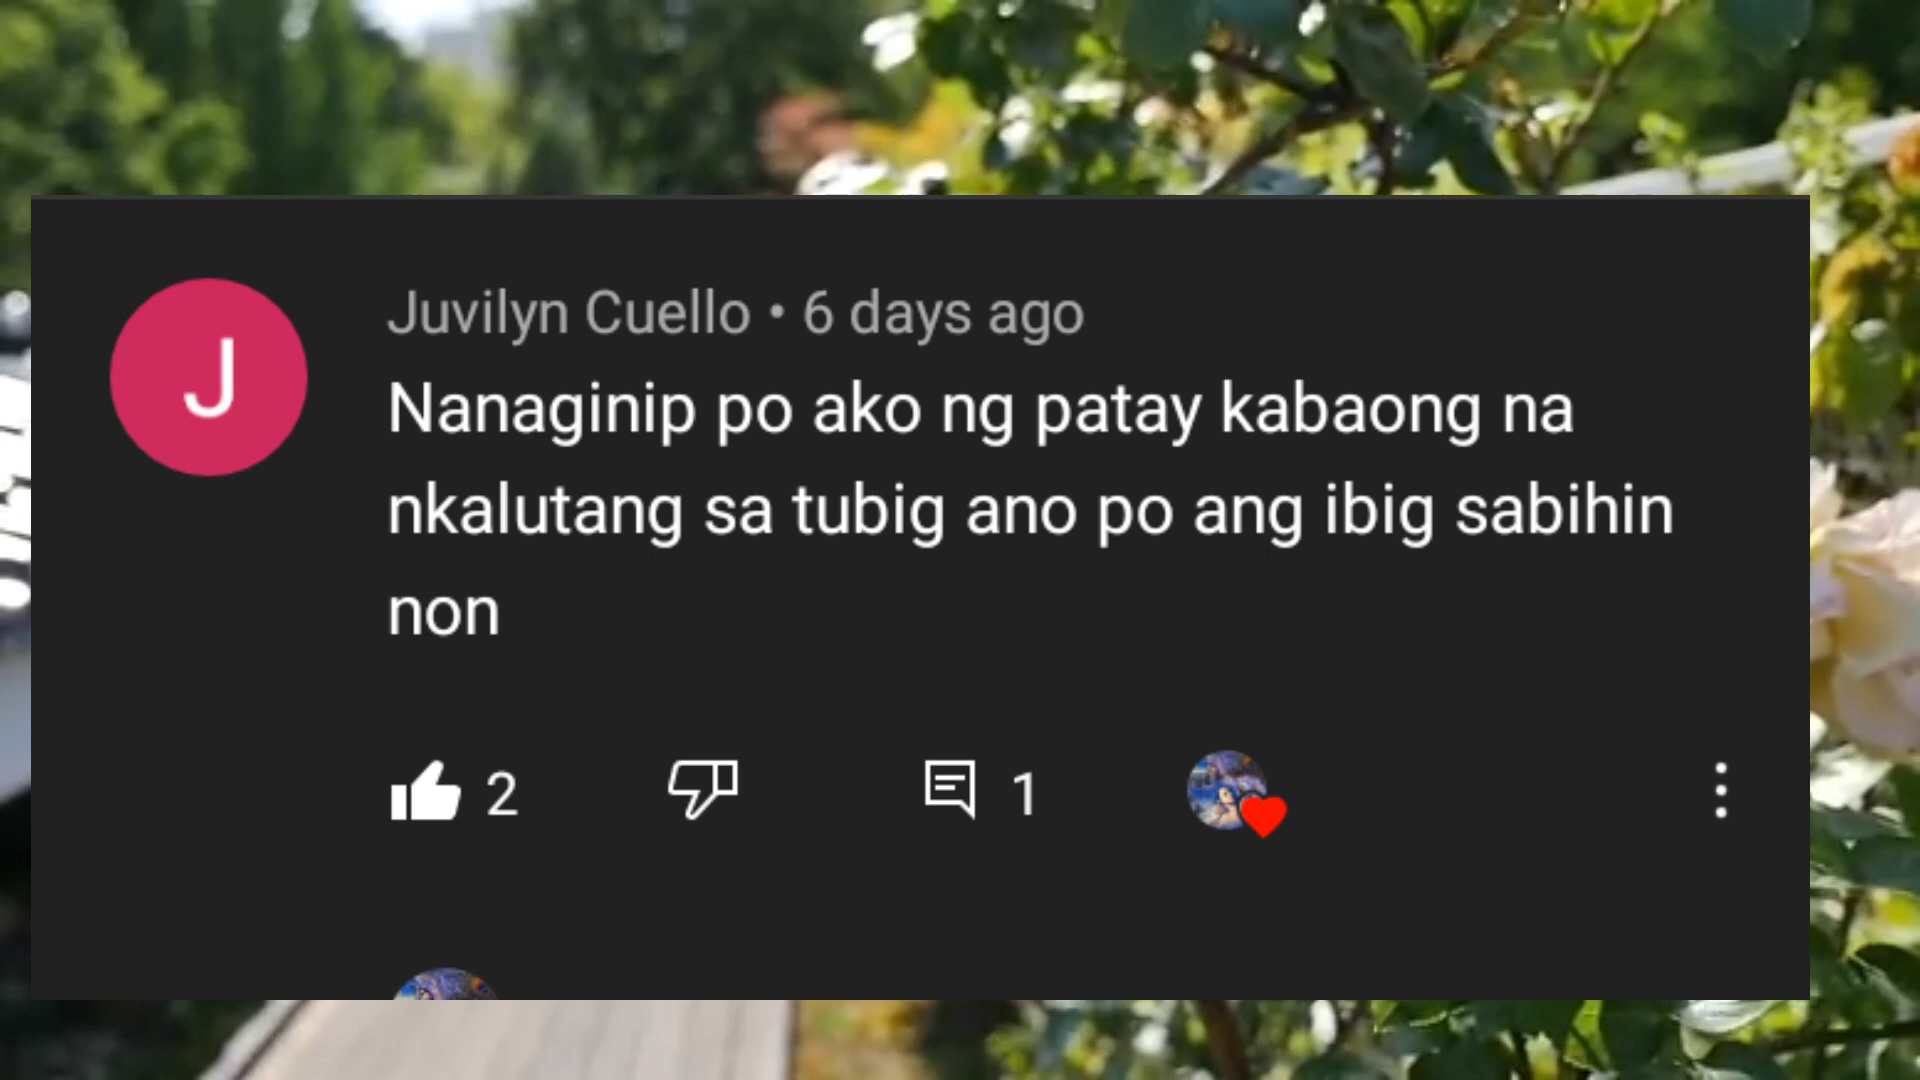 J
Juvilyn Cuello • 6 days ago
Nanaginip po ako ng patay kabaong na
nkalutang sa tubig ano po ang ibig sabihin
non
2
1